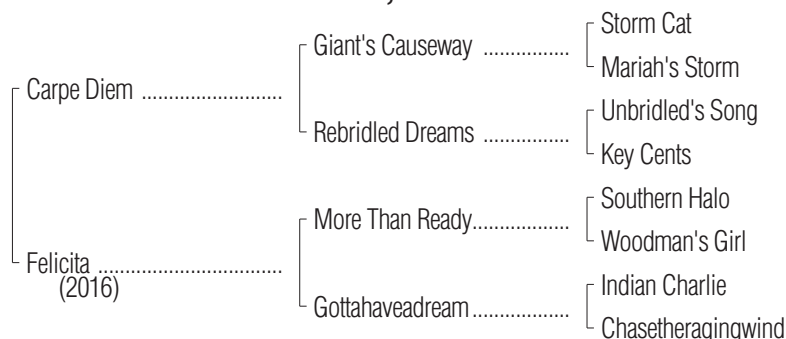 Storm Cat
Giant's Causeway ................
Mariah's Storm
Carpe Diem ..........................
Unbridled's Song
Rebridled Dreams ................
Key Cents
Southern Halo
More Than Ready..................
Woodman's Girl
Felicita ..................................
(2016)
Indian Charlie
Gottahaveadream..................
Chasetheragingwind